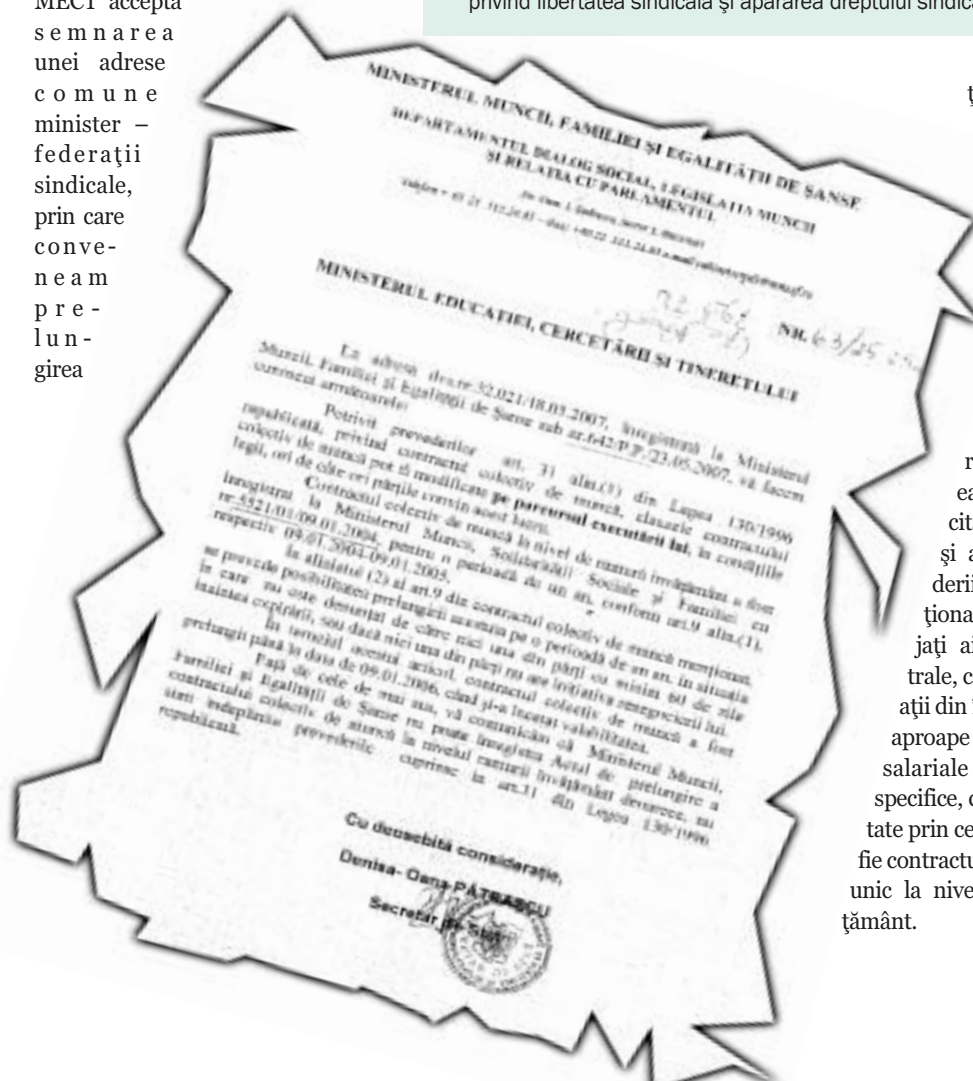 MECT acceptă
semnarea
unei adrese
comune
minister –
federaţii
sindicale,
prin care
conve-
neam
pre-
lun-
girea
privind libertatea sindicală şi apărarea dreptului sindica
MINISTERUL MUNCII, FAMILIEI ŞI EGALITĂŢII DE ŞANSE
DEPARTAMENTUL DIALOG SOCIAL, LEGISLAŢIA MUNCII
ŞI RELAŢIA CU PARLAMENTUL
NR.
MINISTERUL EDUCAŢIEI, CERCETĂRII ŞI TINERETULUI
La adresa dvs.nr.32.021/18.05.2007, înregistrată la Ministerul
Muncii, Familiei şi Egalităţii de Şanse sub nr.642/P.P./23.05.2007, vă facem
cunoscut următoarele:
Potrivit prevederilor art. 31 alin.(1) din Legea 130/1996
republicată, privind contractul colectiv de muncă, clauzele contractului
colectiv de muncă pot fi modificate pe parcursul executării lui, în condiţiile
legii, ori de câte ori părţile convin acest lucru.
Contractul colectiv de muncă la nivel de ramură învăţământ a fost
înregistrat la Ministerul Muncii, Solidarităţii Sociale şi Familiei cu
nr.5521/01/09.01.2004, pentru o perioadă de un an, conform art.9 alin.(1),
respectiv 09.01.2004-09.01.2005.
În alineatul (2) al art.9 din contractul colectiv de muncă menţionat,
se prevede posibilitatea prelungirii acestuia pe o perioadă de un an, în situaţia
în care nu este denunţat de către nici una din părţi cu minim 60 de zile
înaintea expirării, sau dacă nici una din părţi nu are iniţiativa renegocierii lui.
În temeiul acestui articol, contractul colectiv de muncă a fost
prelungit până la data de 09.01.2006, când şi-a încetat valabilitatea.
Faţă de cele de mai sus, vă comunicăm că Ministerul Muncii,
Familiei şi Egalităţii de Şanse nu poate înregistra Actul de prelungire a
contractului colectiv de muncă la nivelul ramurii învăţământ deoarece, nu
sunt îndeplinite prevederile cuprinse la art.31 din Legea 130/1996
republicată.
Cu deosebită consideraţie,
Denisa- Oana PĂTRAŞCU
Secretar de Stat
ţ
r
ea
cit
şi a
derii
ţiona
jaţi ai
trale, c
aţii din
aproape
salariale
specifice, c
tate prin ce
fie contractu
unic la nive
ţământ.